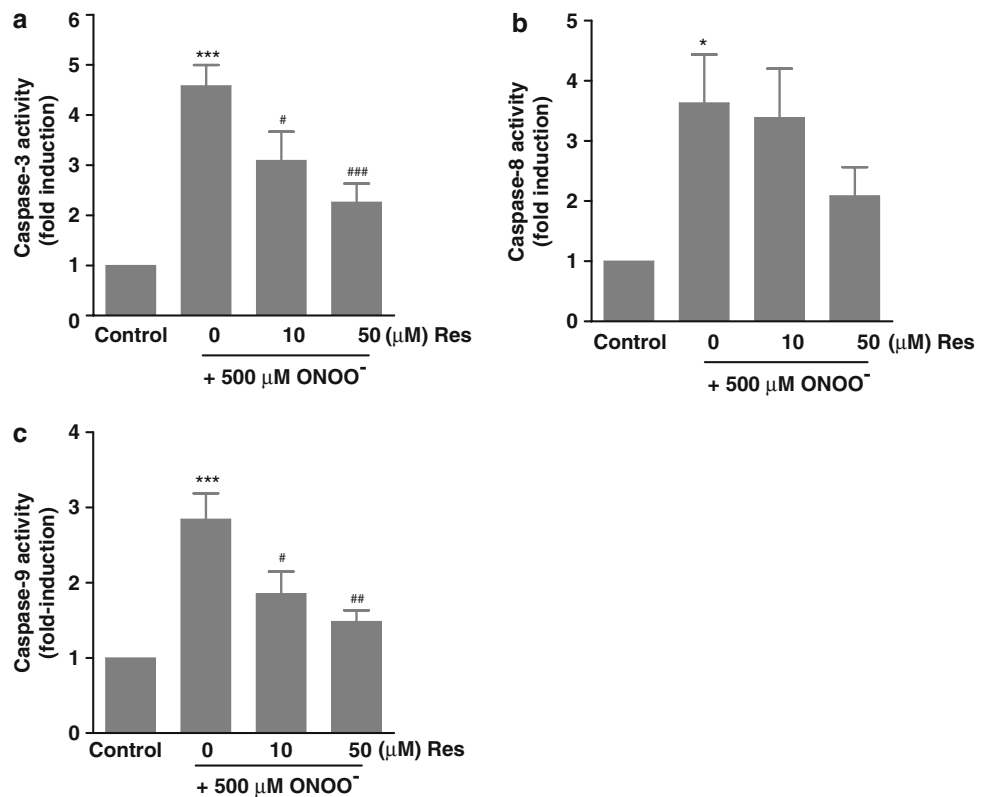 a
Caspase-3 activity
(fold induction)
6
5
4
3
2
1
0
***
#
###
Control 0 10 50 (μM) Res
+ 500 μM ONOO⁻
b
Caspase-8 activity
(fold induction)
5
4
3
2
1
0
*
Control 0 10 50 (μM) Res
+ 500 μM ONOO⁻
c
Caspase-9 activity
(fold-induction)
4
3
2
1
0
***
#
##
Control 0 10 50 (μM) Res
+ 500 μM ONOO⁻